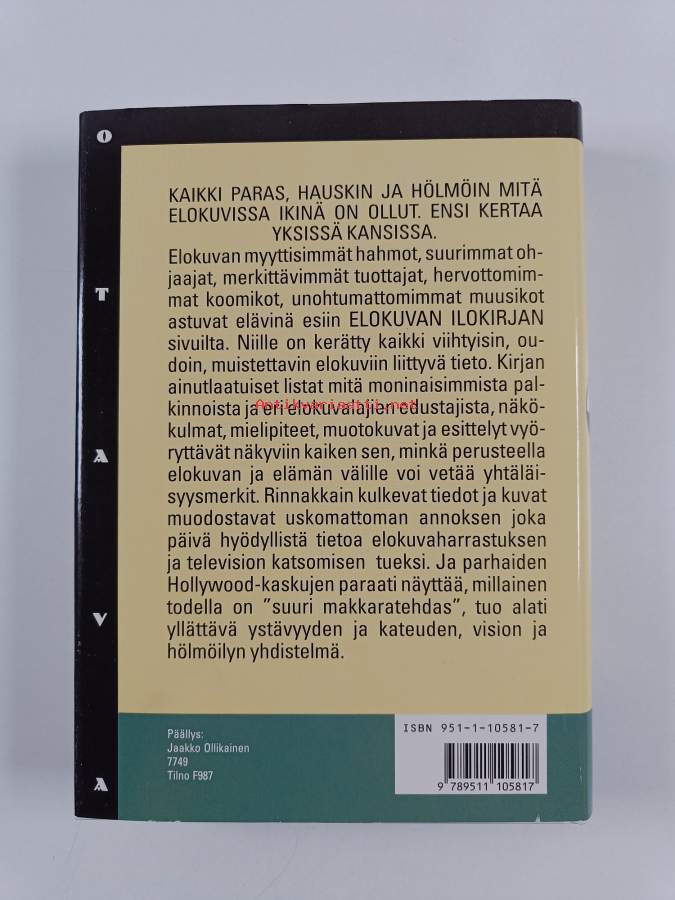 O
T
A
V
A
KAIKKI PARAS, HAUSKIN JA HÖLMÖIN MITÄ
ELOKUVISSA IKINÄ ON OLLUT. ENSI KERTAA
YKSISSÄ KANSISSA.
Elokuvan myyttisimmät hahmot, suurimmat oh-
jaajat, merkittävimmät tuottajat, hervottomim-
mat koomikot, unohtumattomimmat muusikot
astuvat elävinä esiin ELOKUVAN ILOKIRJAN
sivuilta. Niille on kerätty kaikki viihtyisin, ou-
doin, muistettavin elokuviin liittyvä tieto. Kirjan
ainutlaatuiset listat mitä moninaisimmista pal-
kinnoista ja eri elokuvalajien edustajista, näkö-
Antikvariaatti.net
kulmat, mielipiteet, muotokuvat ja esittelyt vyö-
ryttävät näkyviin kaiken sen, minkä perusteella
elokuvan ja elämän välille voi vetää yhtäläi-
syysmerkit. Rinnakkain kulkevat tiedot ja kuvat
muodostavat uskomattoman annoksen joka
päivä hyödyllistä tietoa elokuvaharrastuksen
ja television katsomisen tueksi. Ja parhaiden
Hollywood-kaskujen paraati näyttää, millainen
todella on ”suuri makkaratehdas”, tuo alati
yllättävä ystävyyden ja kateuden, vision ja
hölmöilyn yhdistelmä.
Päällys:
Jaakko Ollikainen
7749
Tilno F987
ISBN 951-1-10581-7
9 789511 105817